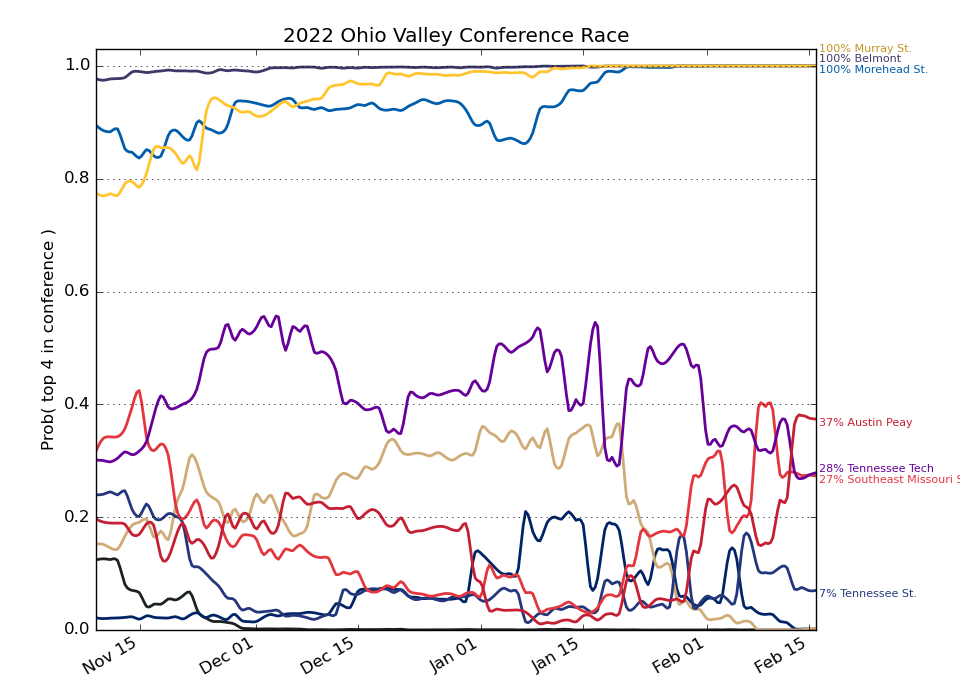 2022 Ohio Valley Conference Race
100% Murray St.
100% Belmont
100% Morehead St.
1.0
0.8
0.6
0.4
0.2
0.0
Prob( top 4 in conference )
37% Austin Peay
28% Tennessee Tech
27% Southeast Missouri S
7% Tennessee St.
Nov 15
Dec 01
Dec 15
Jan 01
Jan 15
Feb 01
Feb 15